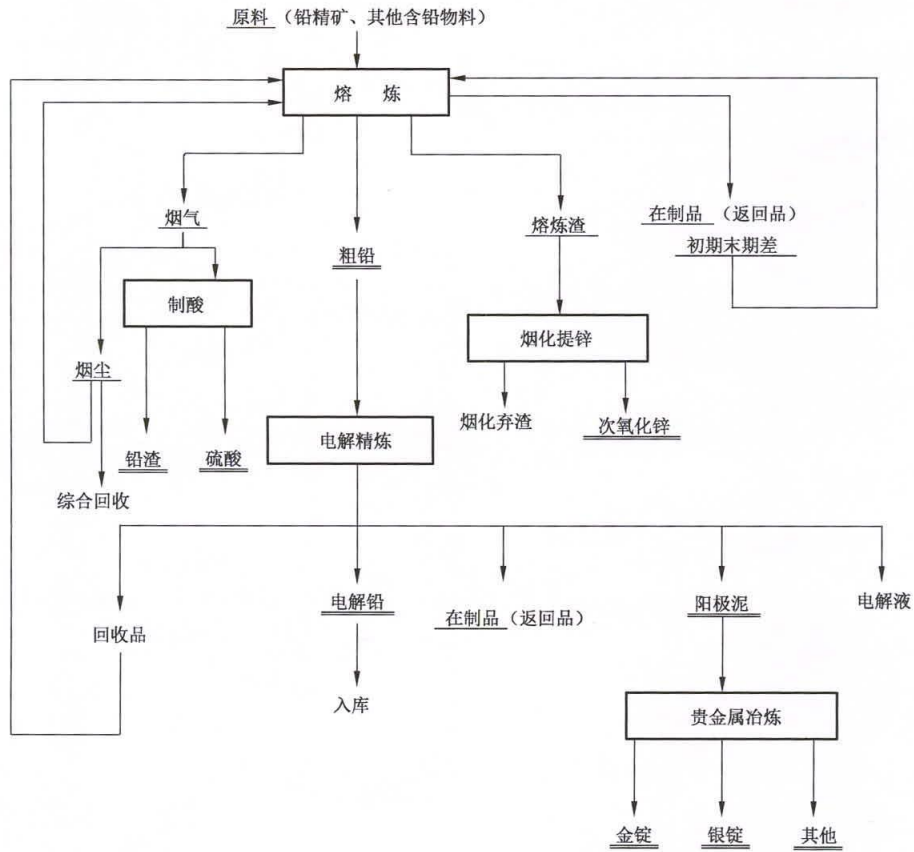 原料（铅精矿、其他含铅物料）
熔 炼
烟气
粗铅
熔炼渣
在制品（返回品）
初期末期差
制酸
烟化提锌
烟尘
铅渣
硫酸
电解精炼
烟化弃渣
次氧化锌
综合回收
回收品
电解铅
在制品（返回品）
阳极泥
电解液
入库
贵金属冶炼
金锭
银锭
其他